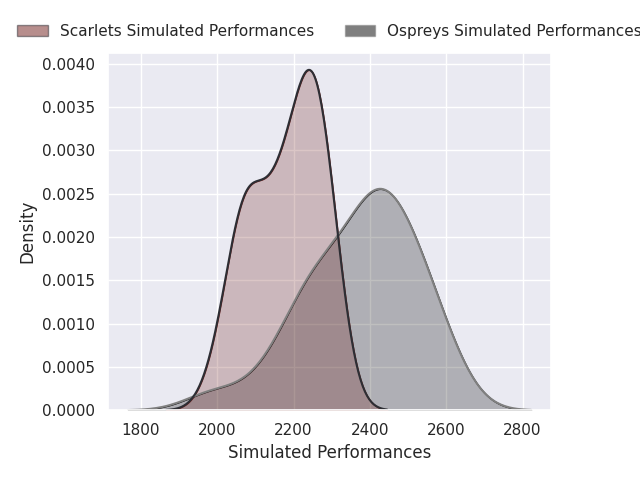 Scarlets Simulated Performances
Ospreys Simulated Performances
0.0040
0.0035
0.0030
0.0025
0.0020
0.0015
0.0010
0.0005
0.0000
Density
1800 2000 2200 2400 2600 2800
Simulated Performances